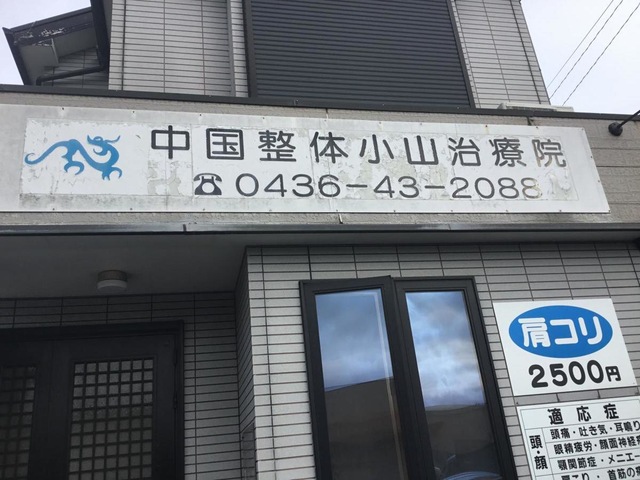 中国整体小山治療院
☎0436-43-2088
肩コリ
2500円
適応症
頭・顔
頭痛・吐き気・耳鳴り
眼精疲労・顔面神経
顎関節症・メニエー
肩こり・首筋の